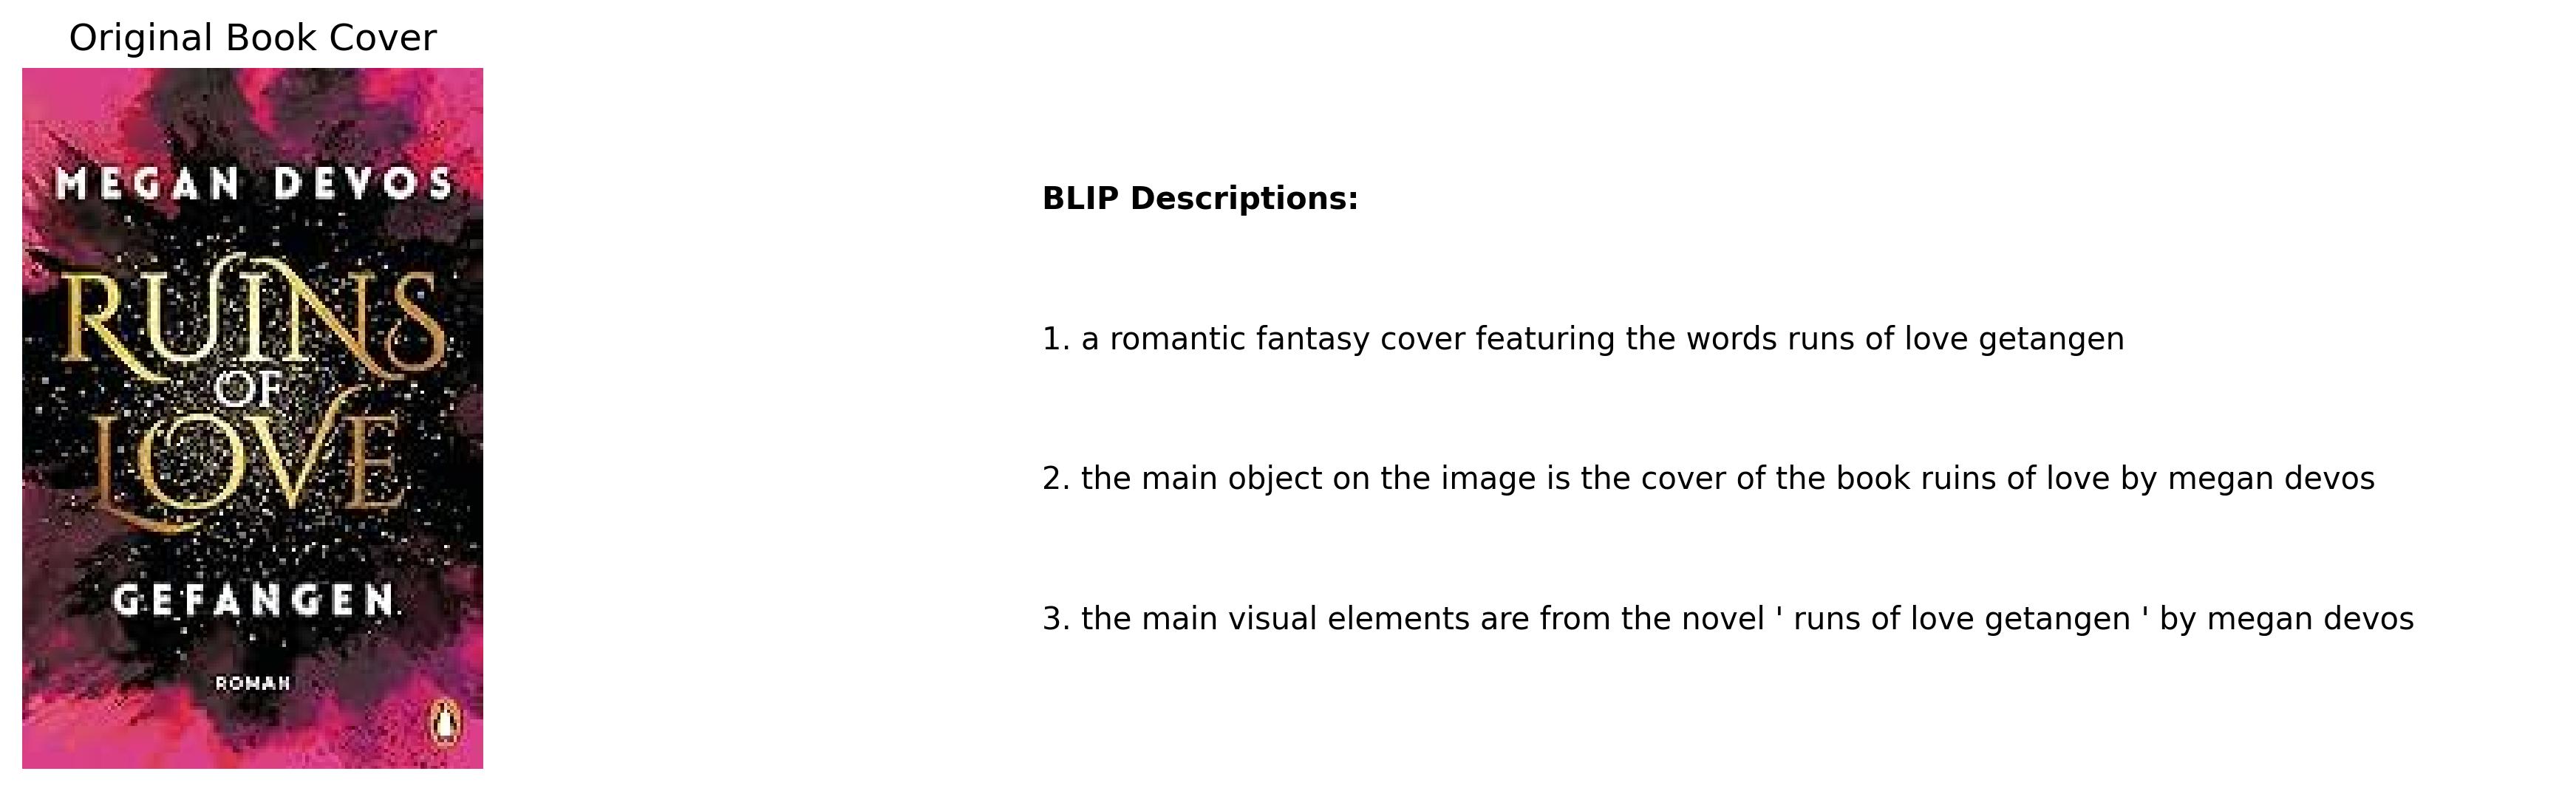 Original Book Cover
MEGAN DEVOS
RUINS
OF
LOVE
GEFANGEN
ROMAN
BLIP Descriptions:
1. a romantic fantasy cover featuring the words runs of love getangen
2. the main object on the image is the cover of the book ruins of love by megan devos
3. the main visual elements are from the novel ' runs of love getangen ' by megan devos